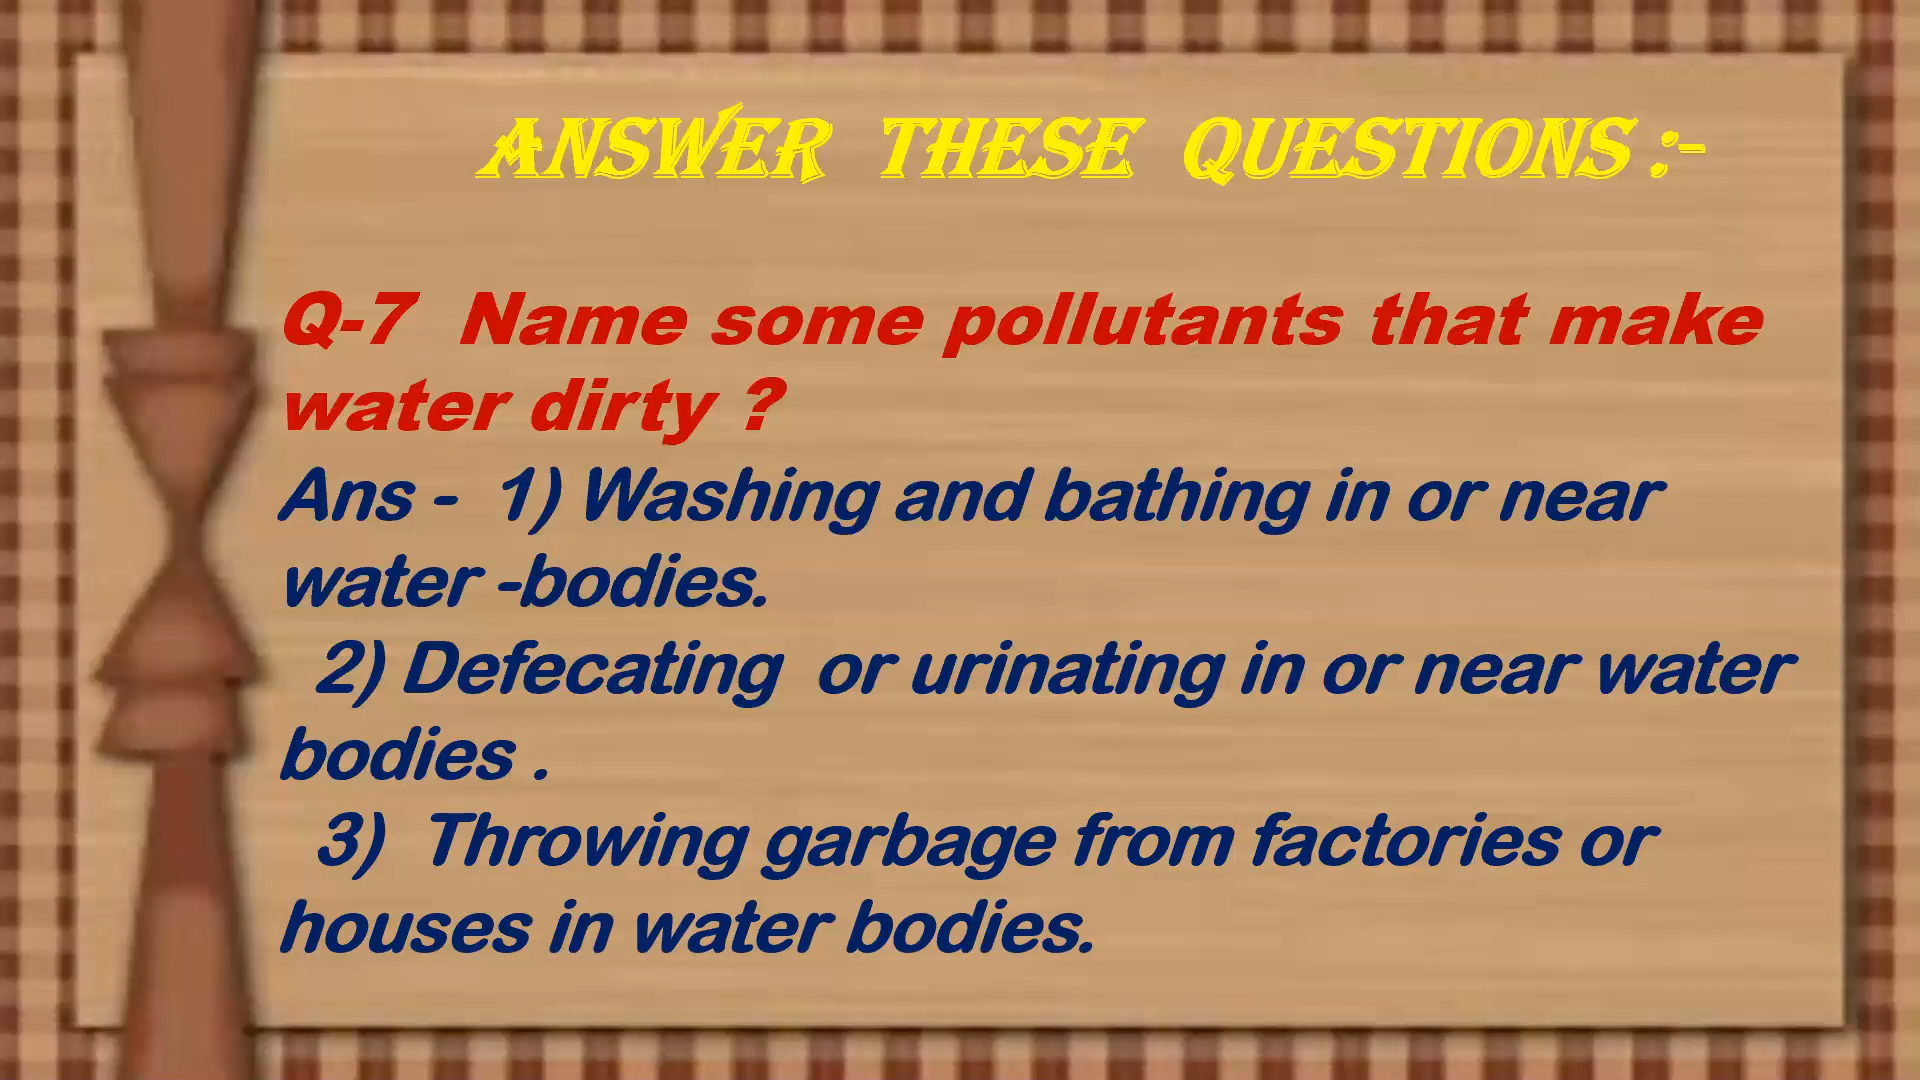 ANSWER THESE QUESTIONS :-
Q-7 Name some pollutants that make
water dirty ?
Ans - 1) Washing and bathing in or near
water -bodies.
2) Defecating or urinating in or near water
bodies .
3) Throwing garbage from factories or
houses in water bodies.